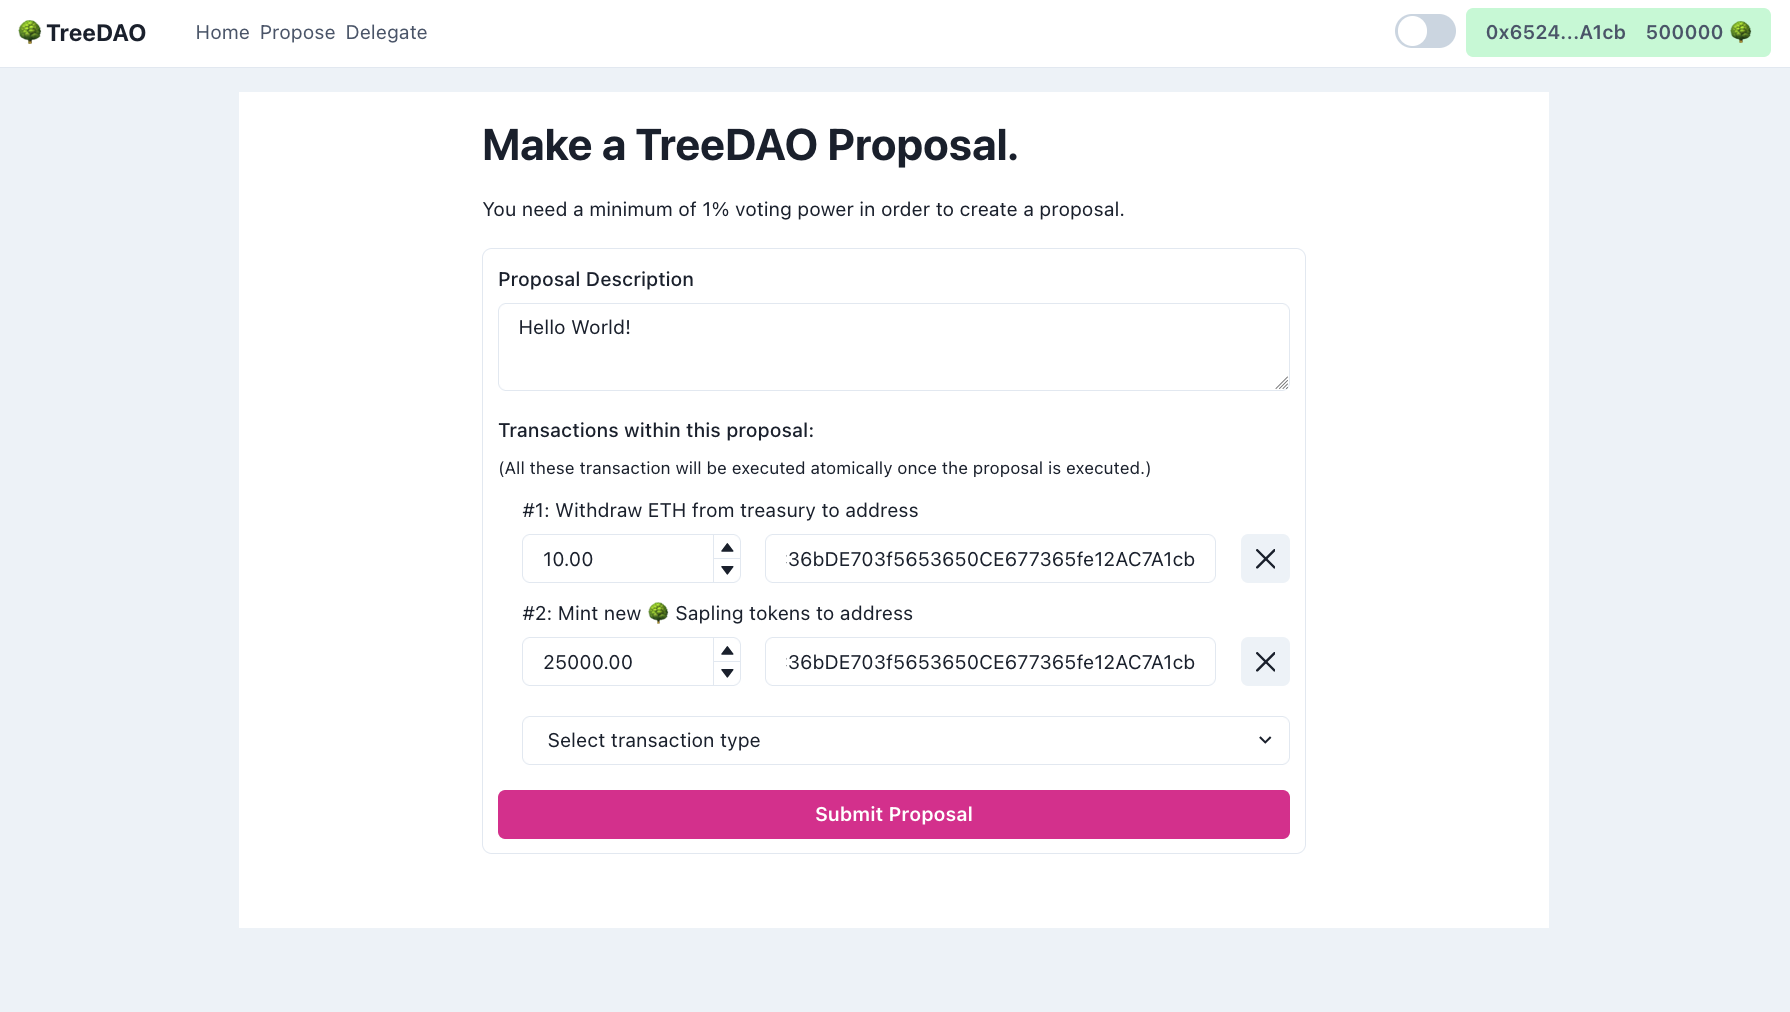 TreeDAO
Home Propose Delegate
0x6524...A1cb 500000
Make a TreeDAO Proposal.
You need a minimum of 1% voting power in order to create a proposal.
Proposal Description
Hello World!
Transactions within this proposal:
(All these transaction will be executed atomically once the proposal is executed.)
#1: Withdraw ETH from treasury to address
10.00 36bDE703f5653650CE677365fe12AC7A1cb
#2: Mint new 🌳 Sapling tokens to address
25000.00 36bDE703f5653650CE677365fe12AC7A1cb
Select transaction type
Submit Proposal